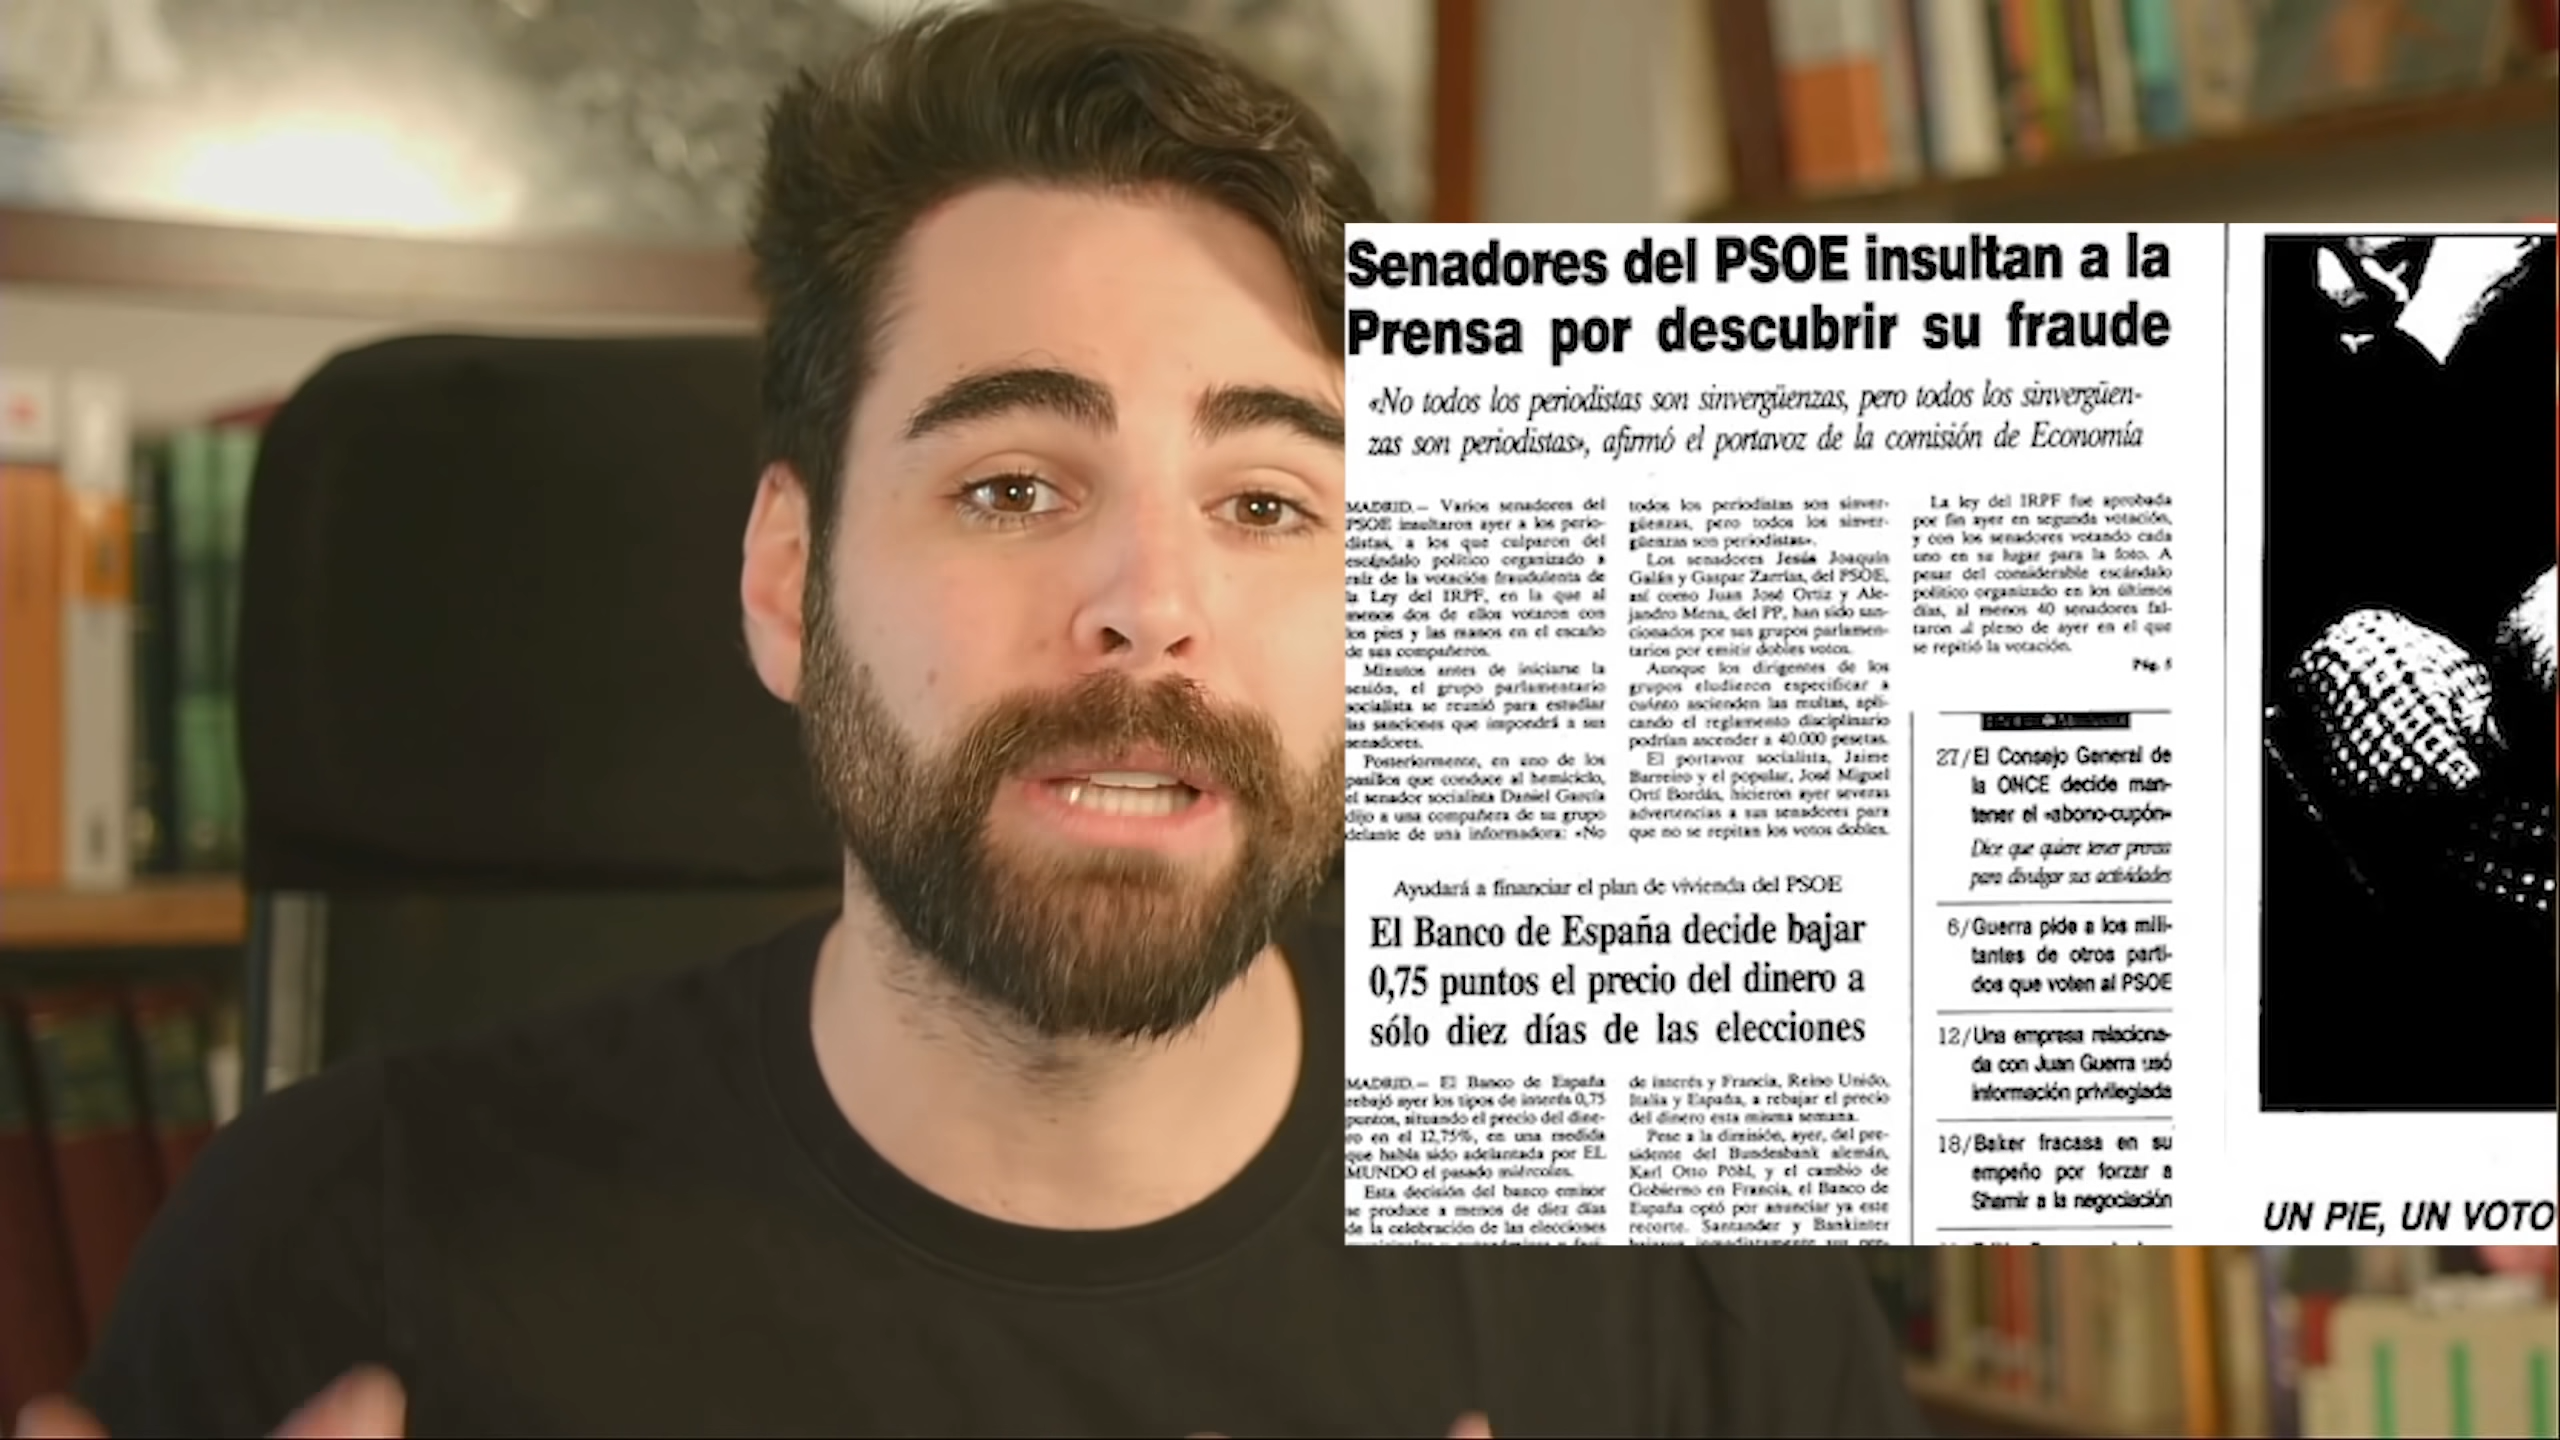 Senadores del PSOE insultan a la
Prensa por descubrir su fraude
«No todos los periodistas son sinvergüenzas, pero todos los sinvergüen-
zas son periodistas», afirmó el portavoz de la comisión de Economía
MADRID.— Varios senadores del
PSOE insultaron ayer a los perio-
distas, a los que culparon del
escándalo político organizado a
raíz de la votación fraudulenta de
la Ley del IRPF, en la que al
menos dos de ellos votaron con
los pies y las manos en el escaño
de sus compañeros.
Minutos antes de iniciarse la
sesión, el grupo parlamentario
socialista se reunió para estudiar
las sanciones que impondrá a sus
senadores.
Posteriormente, en uno de los
pasillos que conduce al hemiciclo,
el senador socialista Daniel García
dijo a una compañera de su grupo
delante de una informadora: «No
todos los periodistas son sinver-
güenzas, pero todos los sinver-
güenzas son periodistas».
Los senadores Jesús Joaquín
Galán y Gaspar Zarrías, del PSOE,
así como Juan José Ortiz y Ale-
jandro Mena, del PP, han sido san-
cionados por sus grupos parlamen-
tarios por emitir dobles votos.
Aunque los dirigentes de los
grupos eludieron especificar a
cuánto ascienden las multas, apli-
cando el reglamento disciplinario
podrían ascender a 40.000 pesetas.
El portavoz socialista, Jaime
Barreiro y el popular, José Miguel
Ortí Bordás, hicieron ayer severas
advertencias a sus senadores para
que no se repitan los votos dobles.
La ley del IRPF fue aprobada
por fin ayer en segunda votación,
y con los senadores votando cada
uno en su lugar para la foto. A
pesar del considerable escándalo
político organizado en los últimos
días, al menos 40 senadores fal-
taron al pleno de ayer en el que
se repitió la votación.
Pág. 8
27/El Consejo General de
la ONCE decide man-
tener el «abono-cupón»
Dice que quiere tener prensa
para divulgar sus actividades
6/Guerra pide a los mili-
tantes de otros parti-
dos que voten al PSOE
12/Una empresa relaciona-
da con Juan Guerra usó
información privilegiada
18/Baker fracasa en su
empeño por forzar a
Shamir a la negociación
Ayudará a financiar el plan de vivienda del PSOE
El Banco de España decide bajar
0,75 puntos el precio del dinero a
sólo diez días de las elecciones
MADRID.— El Banco de España
rebajó ayer los tipos de interés 0,75
puntos, situando el precio del dine-
ro en el 12,75%, en una medida
que había sido adelantada por EL
MUNDO el pasado miércoles.
Esta decisión del banco emisor
se produce a menos de diez días
de la celebración de las elecciones
de interés y Francia, Reino Unido,
Italia y España, a rebajar el precio
del dinero esta misma semana.
Pese a la dimisión, ayer, del pre-
sidente del Bundesbank alemán,
Karl Otto Pöhl, y el cambio de
Gobierno en Francia, el Banco de
España optó por anunciar ya este
recorte. Santander y Bankinter
UN PIE, UN VOTO